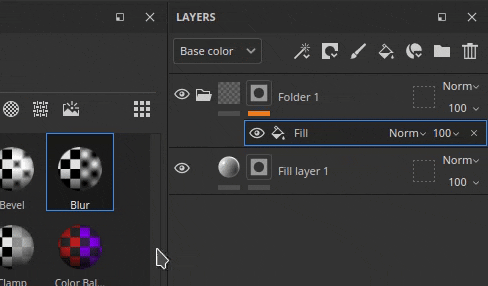 LAYERS
Base color
Folder 1
Norm
100
Fill
Norm
100
Fill layer 1
Norm
100
Bevel
Blur
Clamp
Color Bal...